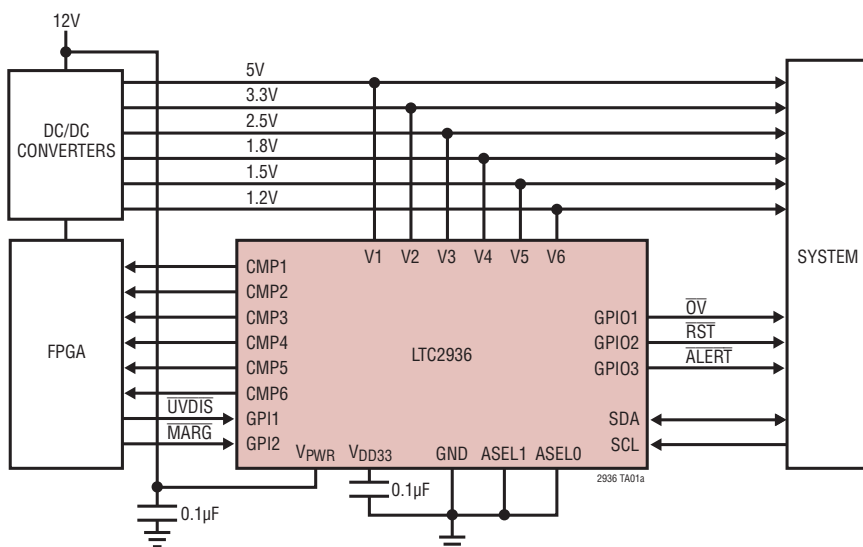 12V
5V
3.3V
2.5V
1.8V
1.5V
1.2V
DC/DC
CONVERTERS
V1 V2 V3 V4 V5 V6
SYSTEM
FPGA
CMP1
CMP2
CMP3
CMP4
CMP5
CMP6
UVDIS GPI1
MARG GPI2
LTC2936
GPIO1 OV
GPIO2 RST
GPIO3 ALERT
SDA
SCL
VPWR VDD33 GND ASEL1 ASEL0
2936 TA01a
0.1µF
0.1µF